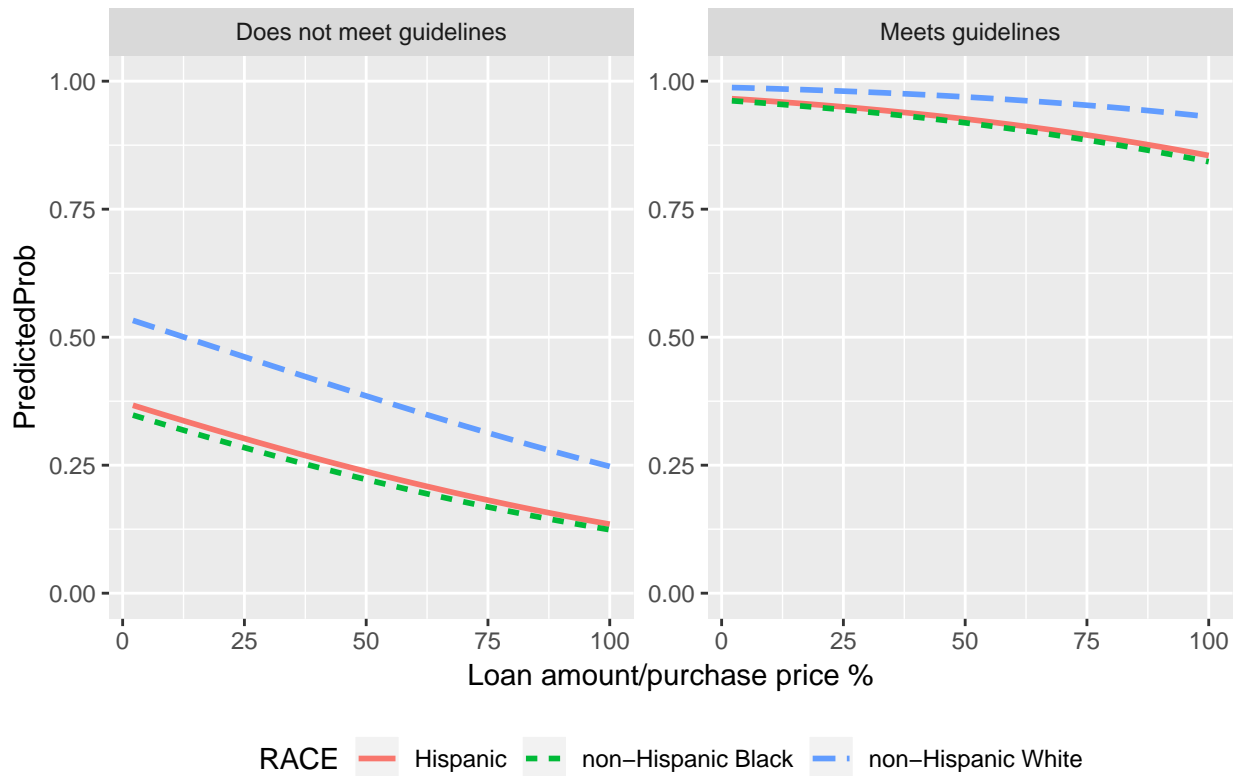 Does not meet guidelines
Meets guidelines
1.00
0.75
0.50
0.25
0.00
1.00
0.75
0.50
0.25
0.00
PredictedProb
0 25 50 75 100
0 25 50 75 100
Loan amount/purchase price %
RACE Hispanic non−Hispanic Black non−Hispanic White